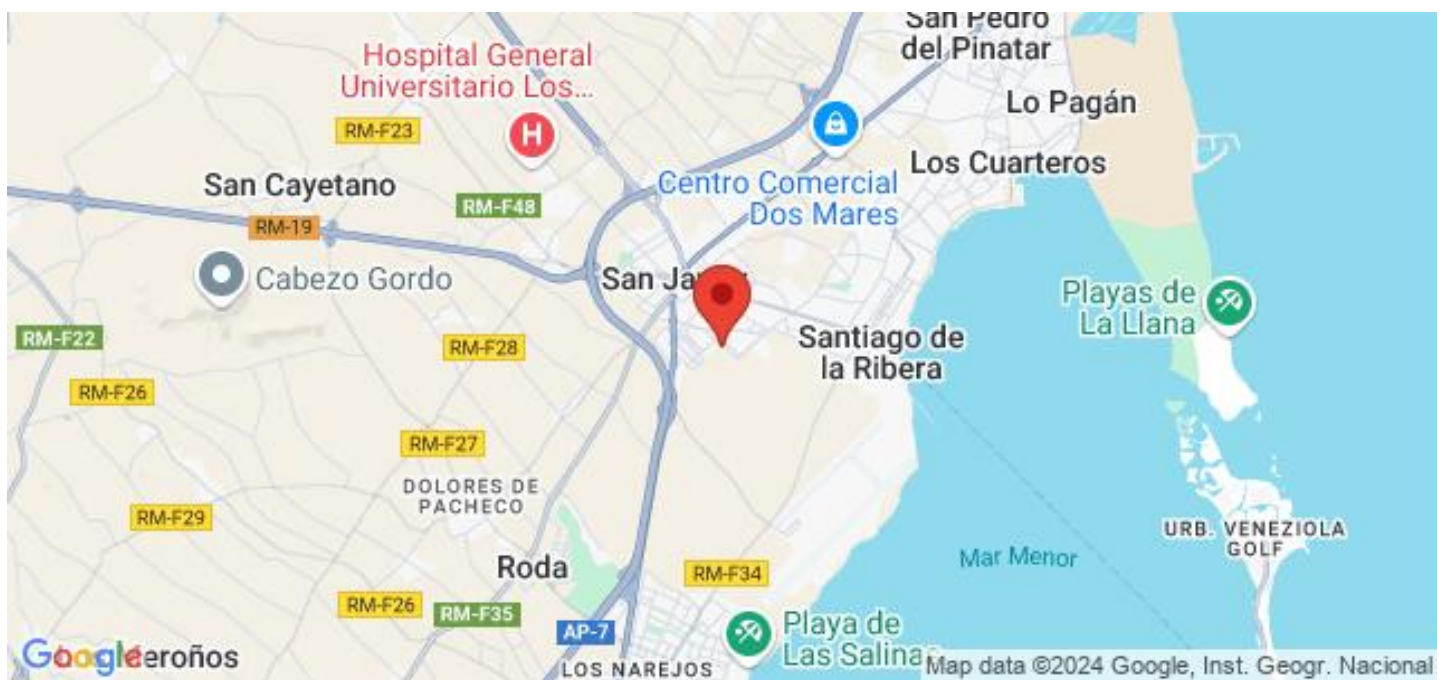 San Pedro
del Pinatar
Hospital General
Universitario Los...
H
Lo Pagán
RM-F23
Los Cuarteros
San Cayetano
Centro Comercial
Dos Mares
RM-F48
RM-19
Cabezo Gordo
San Javier
Playas de
La Llana
RM-F22
RM-F28
Santiago de
la Ribera
RM-F26
RM-F27
DOLORES DE
PACHECO
RM-F29
URB. VENEZIOLA
GOLF
Mar Menor
Roda
RM-F34
RM-F26
RM-F35
AP-7
Playa de
Las Salinas
Google
eroños
LOS NAREJOS
Map data ©2024 Google, Inst. Geogr. Nacional